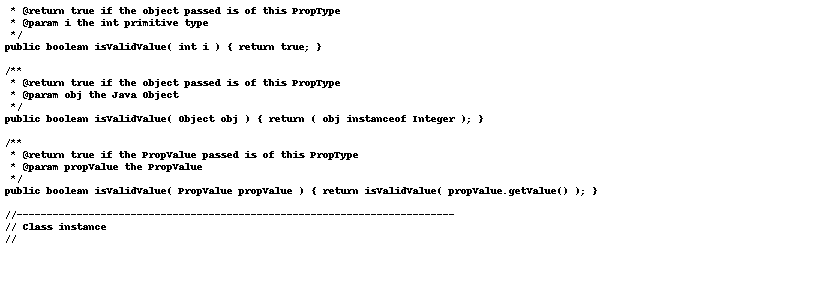 * @return true if the object passed is of this PropType
* @param i the int primitive type
*/
public boolean isValidValue( int i ) { return true; }
/**
* @return true if the object passed is of this PropType
* @param obj the Java Object
*/
public boolean isValidValue( Object obj ) { return ( obj instanceof Integer ); }
/**
* @return true if the PropValue passed is of this PropType
* @param propValue the PropValue
*/
public boolean isValidValue( PropValue propValue ) { return isValidValue( propValue.getValue() ); }
//-------------------------------------------------------------------------
// Class instance
//